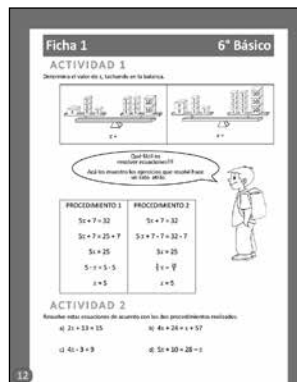 Ficha 1
6° Básico
ACTIVIDAD 1
Determina el valor de x, luchando en la balanza.
x =
x =
Qué fácil es
resolver ecuaciones!!!
Acá les muestro los ejercicios que resolví hace
un rato atrás
PROCEDIMIENTO 1
5x + 7 = 32
5x + 7 = 25 + 7
5x = 25
5 · x = 5 · 5
x = 5
PROCEDIMIENTO 2
5x + 7 = 32
5x + 7 - 7 = 32 - 7
5x = 25
x = 5
ACTIVIDAD 2
Resuelve estas ecuaciones de acuerdo con los dos procedimientos realizados.
a) 2x + 13 = 15
b) 4x + 24 = x + 57
c) 4x - 3 = 9
d) 5x + 10 = 28 - x
12